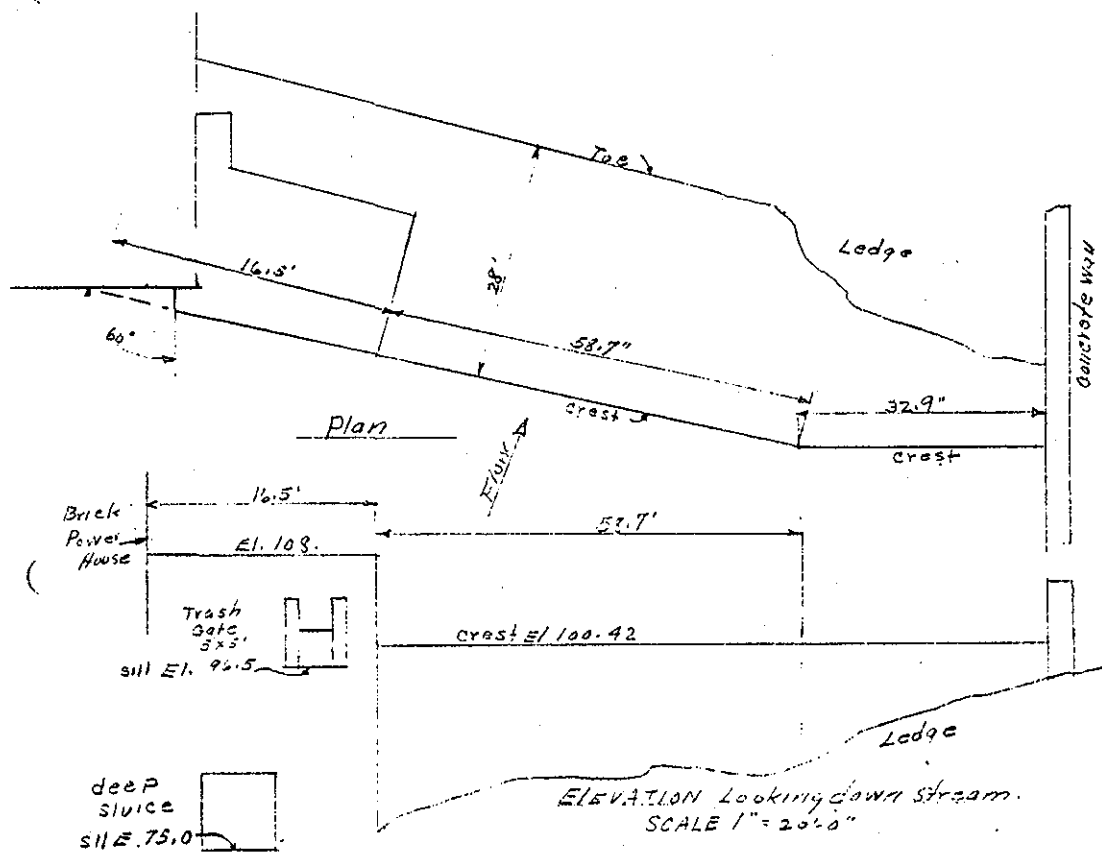 Toe
Ledge
Concrete Wall
16.5'
28'
60°
58.7"
32.9"
Crest
Crest
Plan
Flow
16.5'
58.7'
Brick
Power
House
El. 108.
Trash
Gate
5x5'
sill El. 96.5
Crest El 100.42
Ledge
deep
sluice
sill E. 75.0
ELEVATION Looking down Stream.
SCALE 1" = 20'-0"